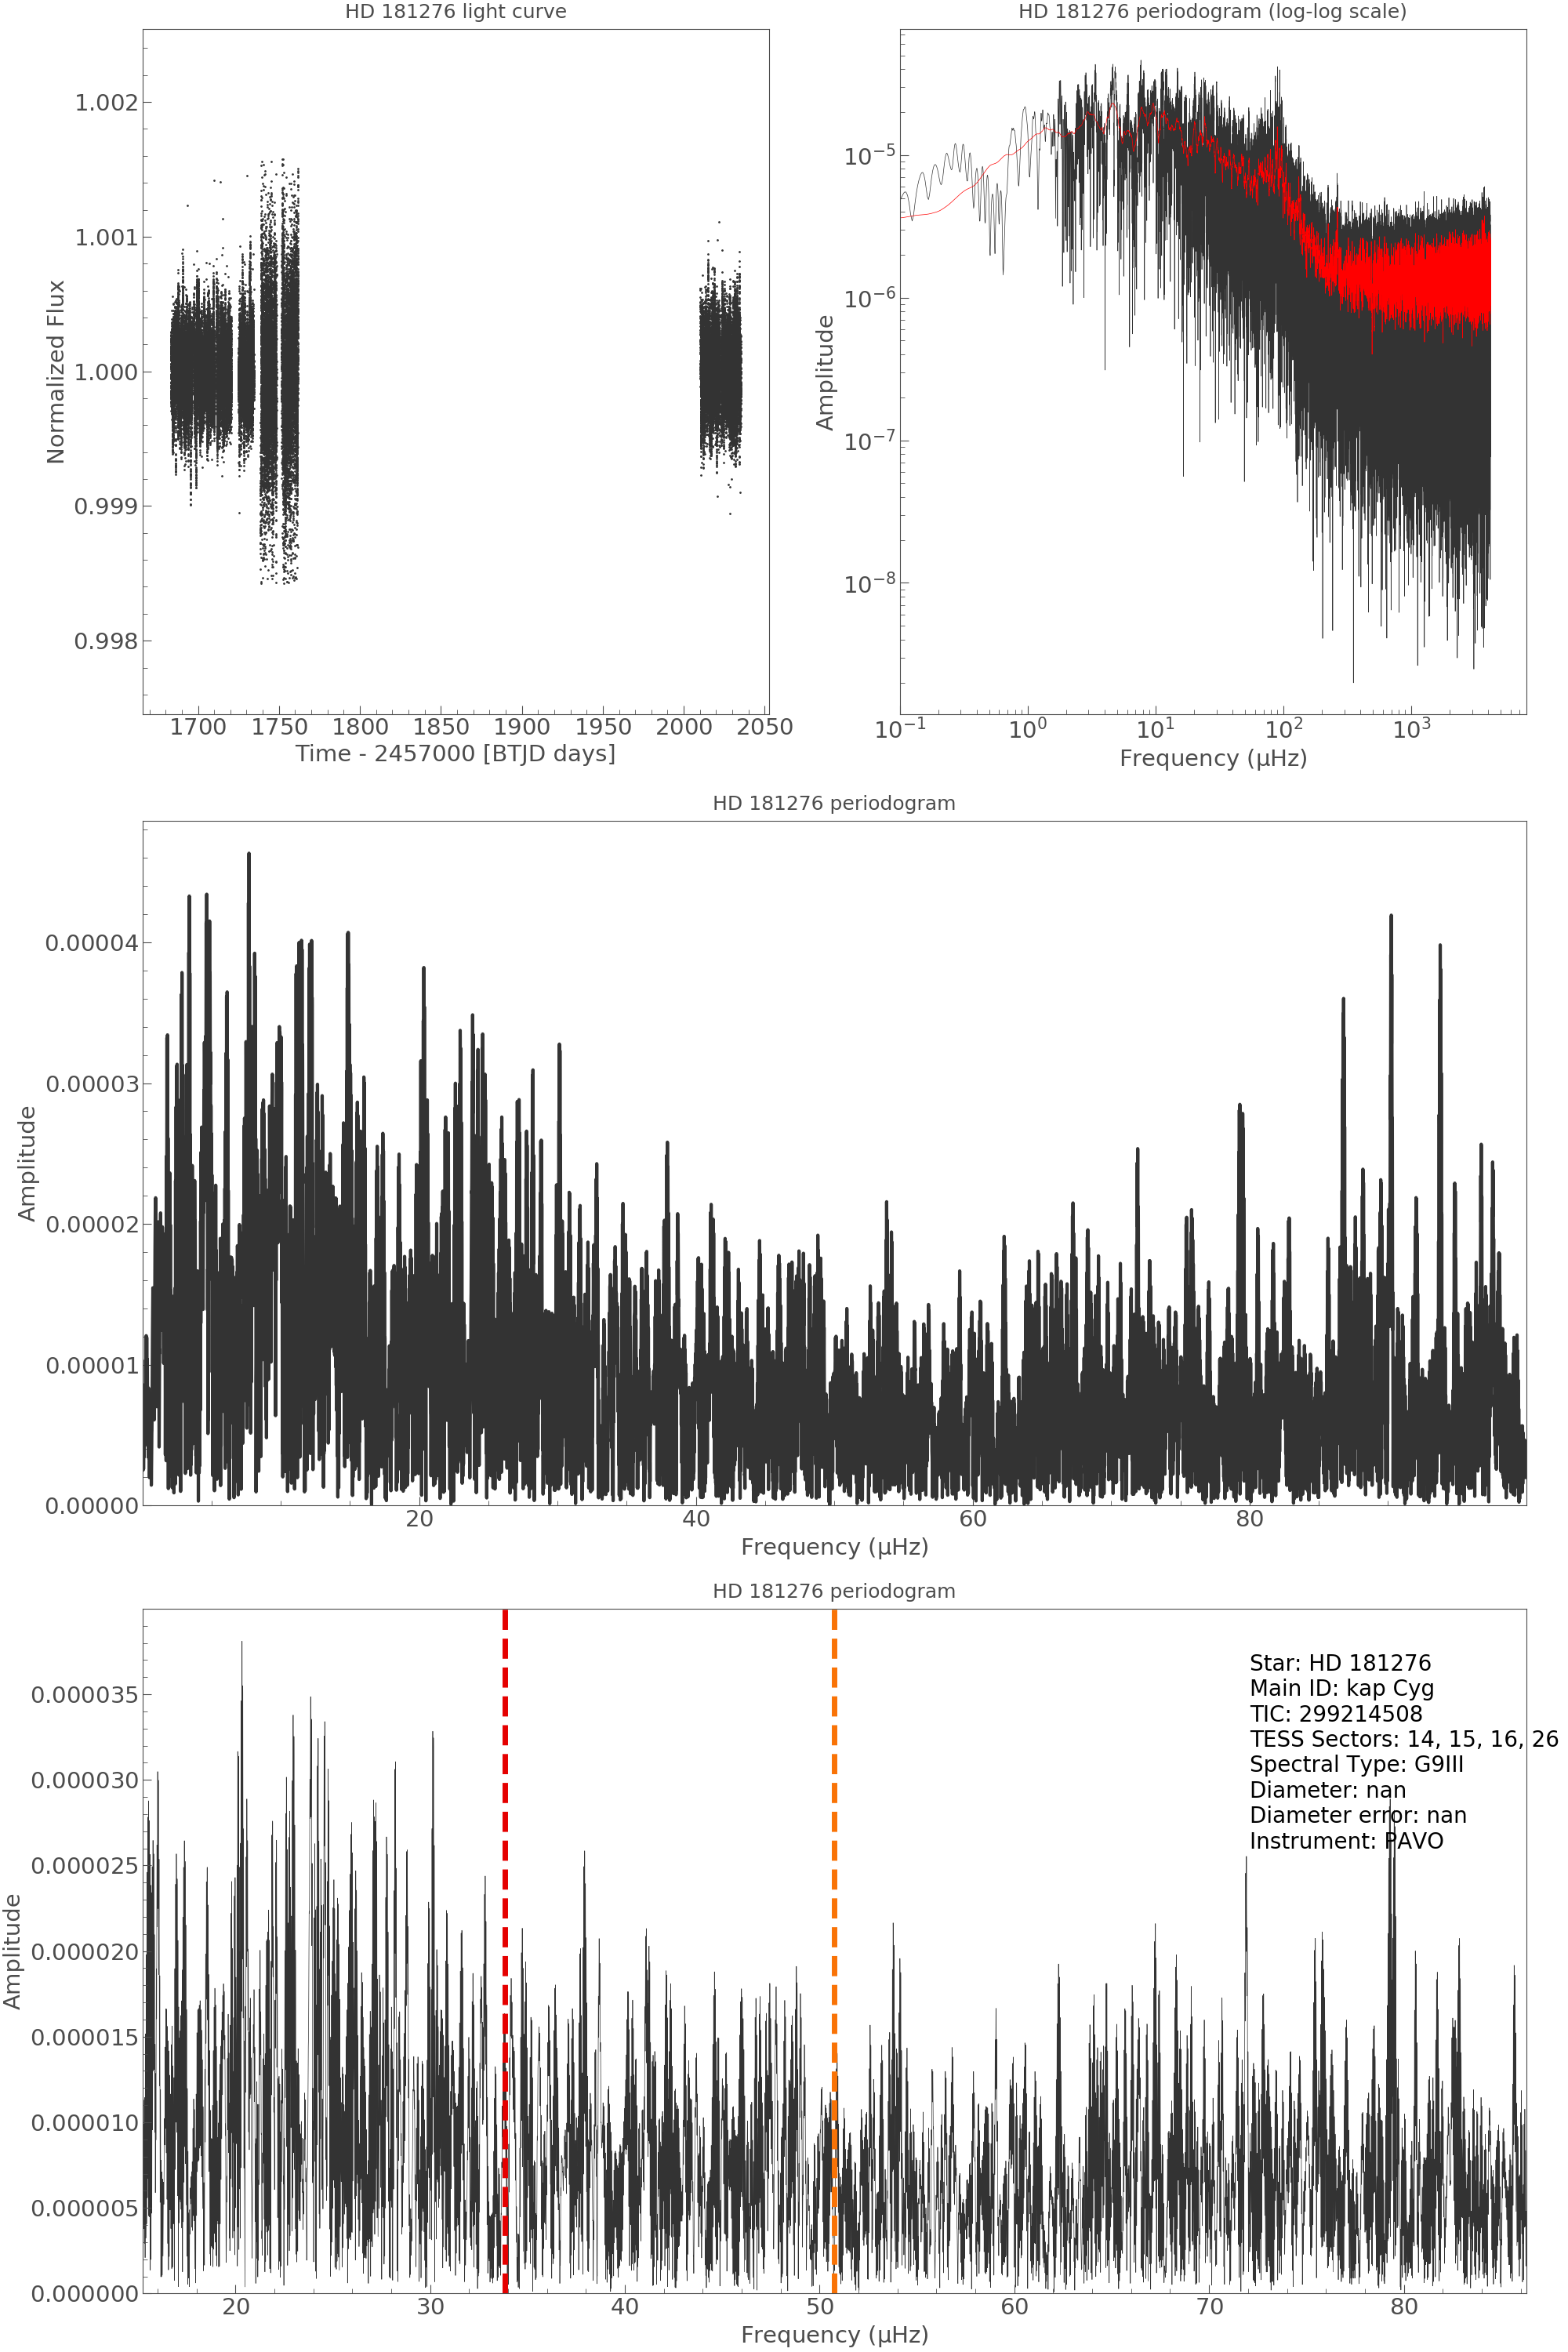 HD 181276 light curve
1.002
1.001
1.000
0.999
0.998
Normalized Flux
1700 1750 1800 1850 1900 1950 2000 2050
Time - 2457000 [BTJD days]
HD 181276 periodogram (log-log scale)
10⁻⁵
10⁻⁶
10⁻⁷
10⁻⁸
Amplitude
10⁻¹ 10⁰ 10¹ 10² 10³
Frequency (µHz)
HD 181276 periodogram
0.00004
0.00003
0.00002
0.00001
0.00000
Amplitude
20 40 60 80
Frequency (µHz)
HD 181276 periodogram
0.000035
0.000030
0.000025
0.000020
0.000015
0.000010
0.000005
0.000000
Amplitude
Star: HD 181276
Main ID: kap Cyg
TIC: 299214508
TESS Sectors: 14, 15, 16, 26
Spectral Type: G9III
Diameter: nan
Diameter error: nan
Instrument: PAVO
20 30 40 50 60 70 80
Frequency (µHz)